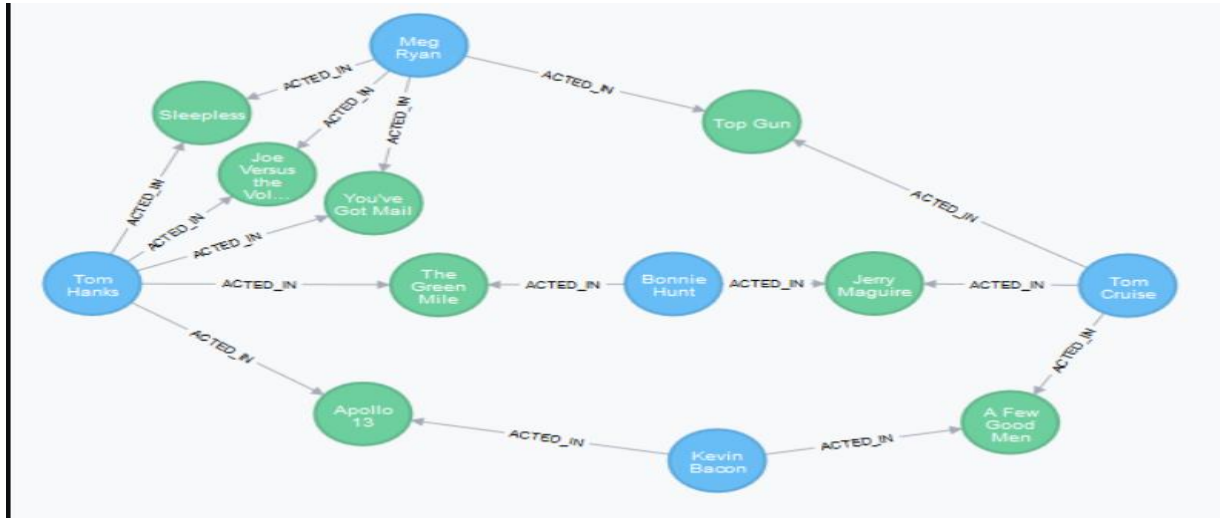 Meg
Ryan
ACTED_IN
ACTED_IN
ACTED_IN
ACTED_IN
Sleepless
Top Gun
Joe
Versus
the
Vol...
You've
Got Mail
ACTED_IN
ACTED_IN
ACTED_IN
ACTED_IN
Tom
Hanks
ACTED_IN
The
Green
Mile
ACTED_IN
Bonnie
Hunt
ACTED_IN
Jerry
Maguire
ACTED_IN
Tom
Cruise
ACTED_IN
ACTED_IN
Apollo
13
ACTED_IN
Kevin
Bacon
ACTED_IN
A Few
Good
Men